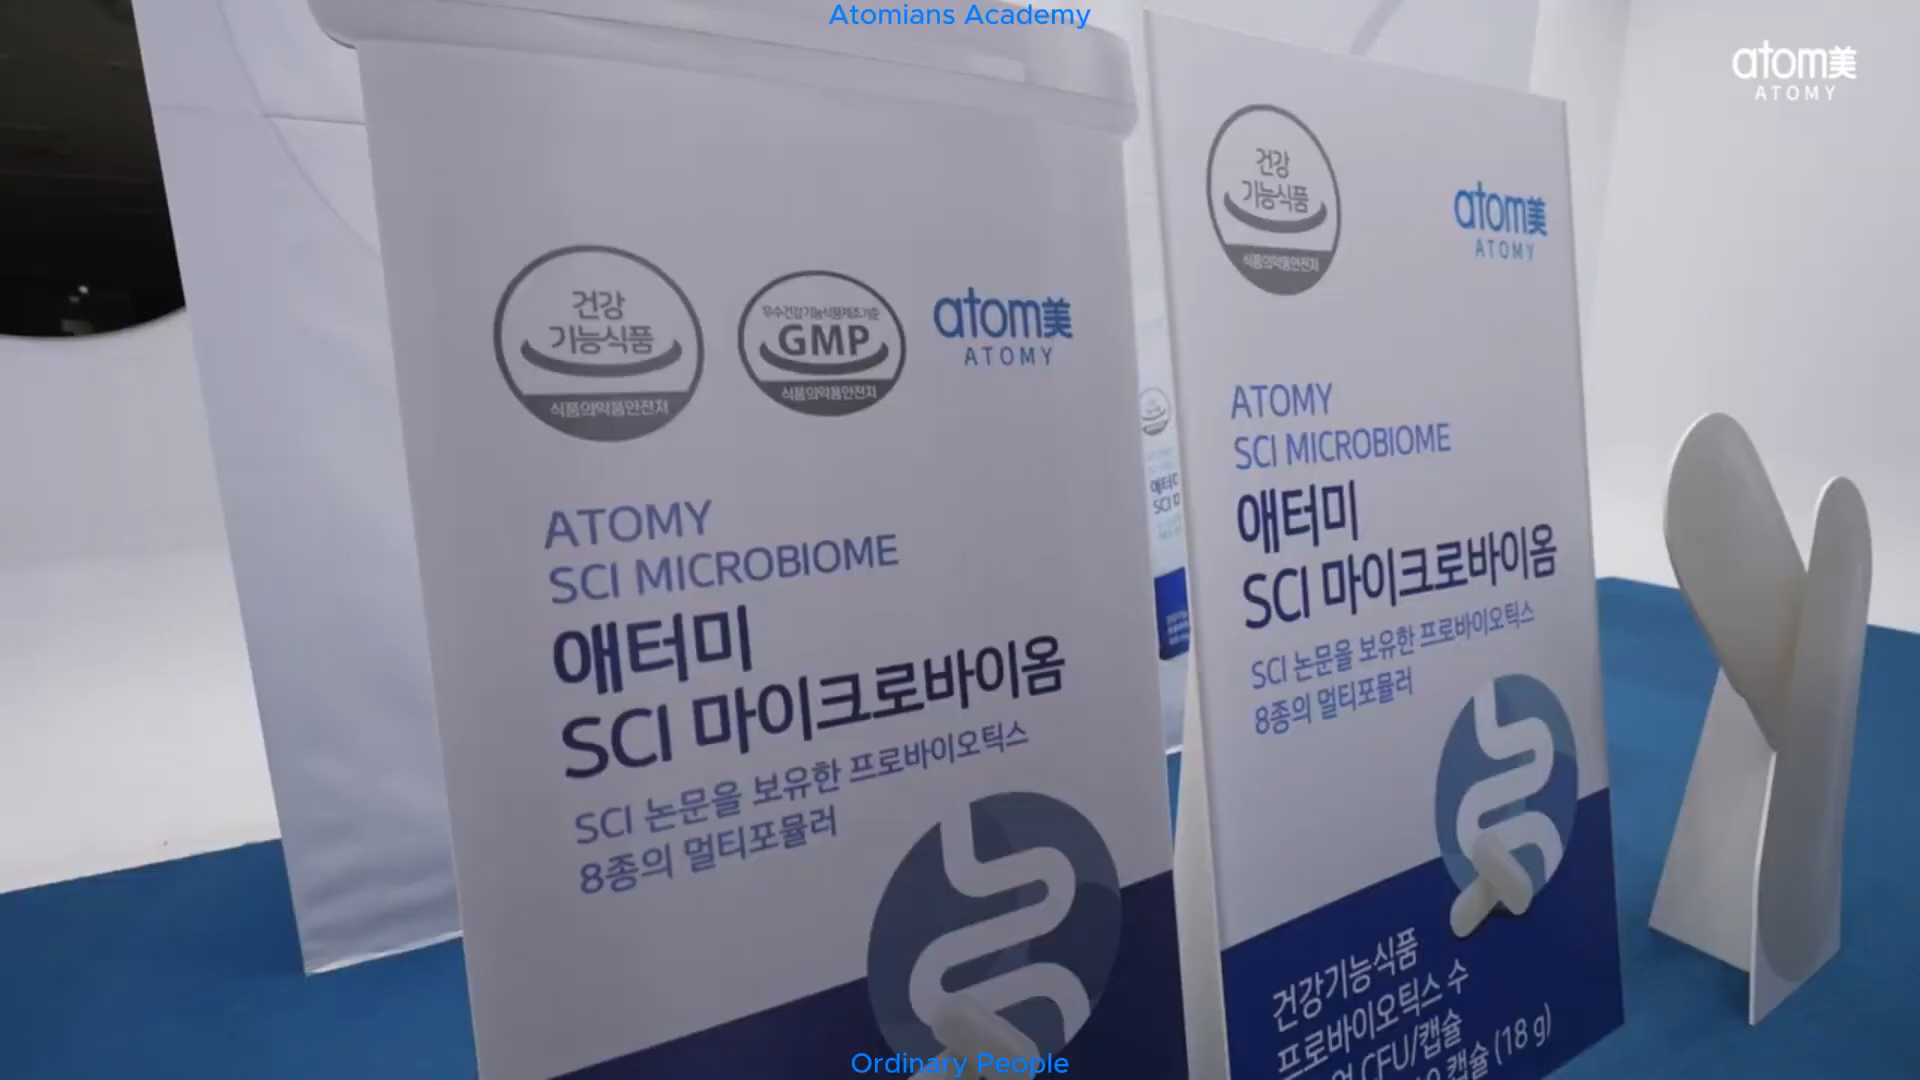 Atomians Academy
atom美
ATOMY
건강
기능식품
식품의약품안전처
우수건강기능식품제조기준
GMP
식품의약품안전처
atom美
ATOMY
ATOMY
SCI MICROBIOME
애터미
SCI 마이크로바이옴
SCI 논문을 보유한 프로바이오틱스
8종의 멀티포뮬러
건강
기능식품
식품의약품안전처
atom美
ATOMY
ATOMY
SCI MICROBIOME
애터미
SCI 마이크로바이옴
SCI 논문을 보유한 프로바이오틱스
8종의 멀티포뮬러
건강기능식품
프로바이오틱스 수
CFU/캡슐
캡슐 (18 g)
애터미
SCI 마
Ordinary People